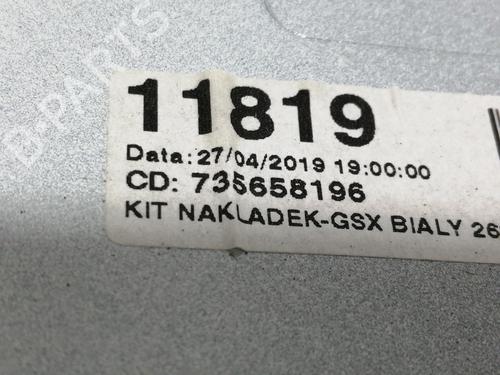 B-PARTS
11819
Data: 27/04/2019 19:00:00
CD: 735658196
KIT NAKLADEK-GSX BIALY 26